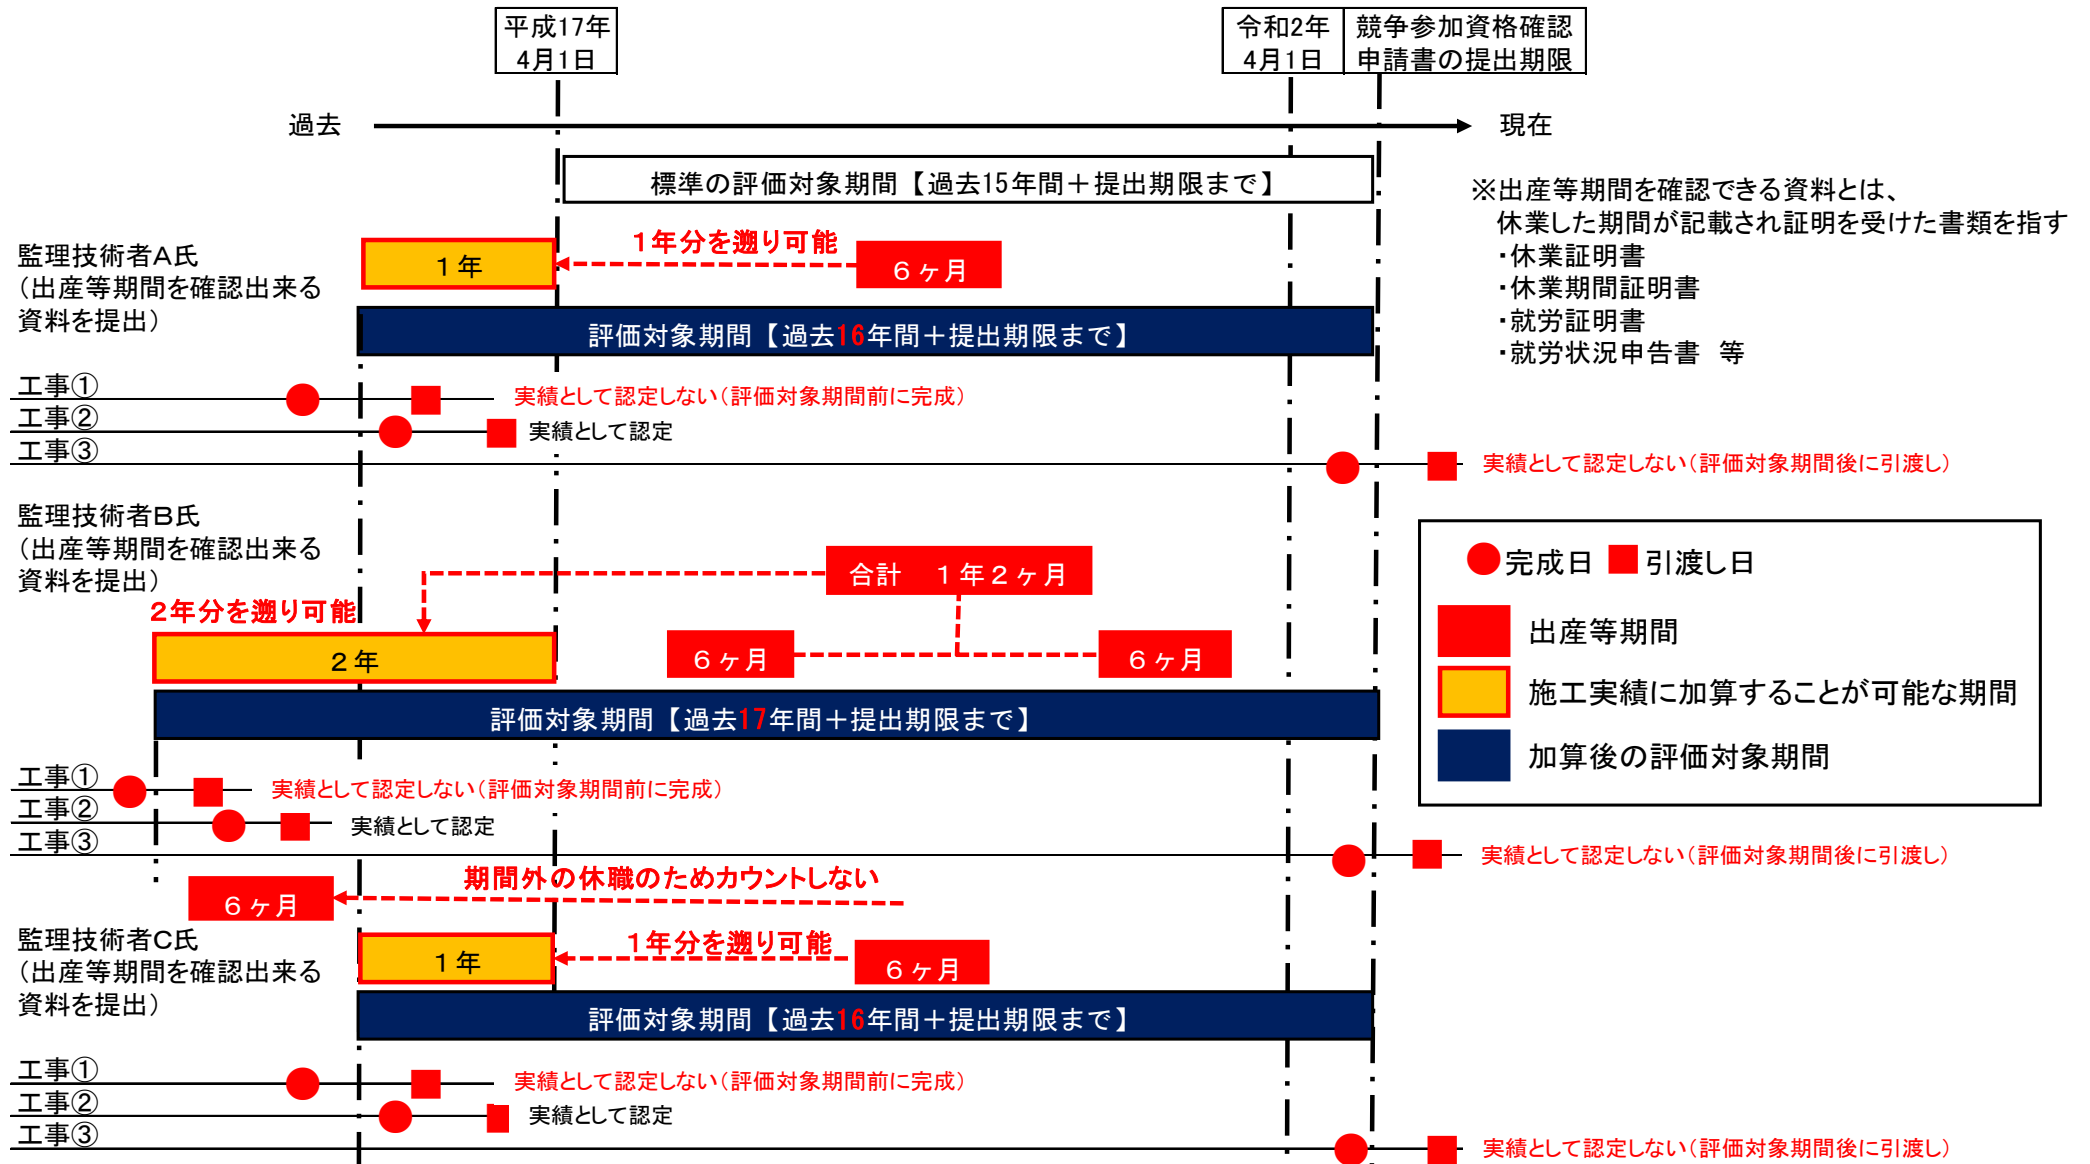 平成17年
4月1日
令和2年
4月1日
競争参加資格確認
申請書の提出期限
過去
現在
標準の評価対象期間【過去15年間＋提出期限まで】
※出産等期間を確認できる資料とは、
休業した期間が記載され証明を受けた書類を指す
・休業証明書
・休業期間証明書
・就労証明書
・就労状況申告書　等
監理技術者A氏
（出産等期間を確認出来る
資料を提出）
1年
1年分を遡り可能
6ヶ月
評価対象期間【過去16年間＋提出期限まで】
工事①
実績として認定しない（評価対象期間前に完成）
工事②
実績として認定
工事③
実績として認定しない（評価対象期間後に引渡し）
監理技術者B氏
（出産等期間を確認出来る
資料を提出）
合計　1年2ヶ月
2年分を遡り可能
2年
6ヶ月
6ヶ月
評価対象期間【過去17年間＋提出期限まで】
完成日
引渡し日
出産等期間
施工実績に加算することが可能な期間
加算後の評価対象期間
工事①
実績として認定しない（評価対象期間前に完成）
工事②
実績として認定
工事③
実績として認定しない（評価対象期間後に引渡し）
期間外の休職のためカウントしない
6ヶ月
監理技術者C氏
（出産等期間を確認出来る
資料を提出）
1年
1年分を遡り可能
6ヶ月
評価対象期間【過去16年間＋提出期限まで】
工事①
実績として認定しない（評価対象期間前に完成）
工事②
実績として認定
工事③
実績として認定しない（評価対象期間後に引渡し）